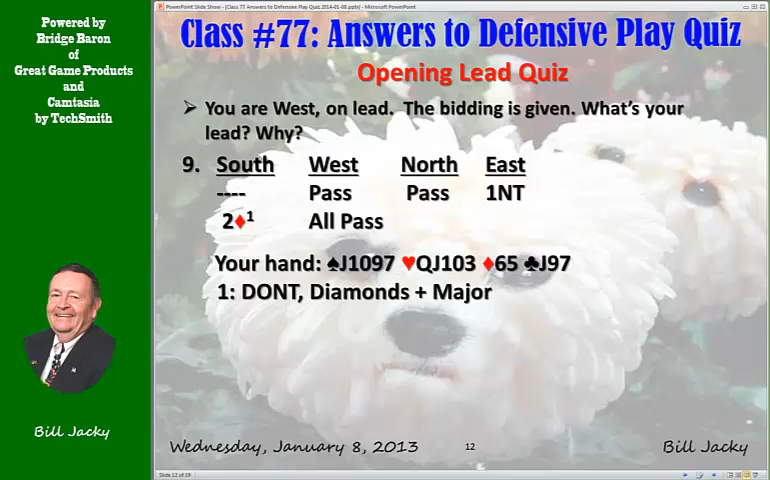 PowerPoint Slide Show - [Class 77 Answers to Defensive Play Quiz.2014-01-08.pptx] - Microsoft PowerPoint
Powered by
Bridge Baron
of
Great Game Products
and
Camtasia
by TechSmith
Bill Jacky
Class #77: Answers to Defensive Play Quiz
Opening Lead Quiz
➢ You are West, on lead. The bidding is given. What's your
lead? Why?
9. South West North East
---- Pass Pass 1NT
2♦¹ All Pass
Your hand: ♠J1097 ♥QJ103 ♦65 ♣J97
1: DONT, Diamonds + Major
Wednesday, January 8, 2013 12 Bill Jacky
Slide 12 of 19